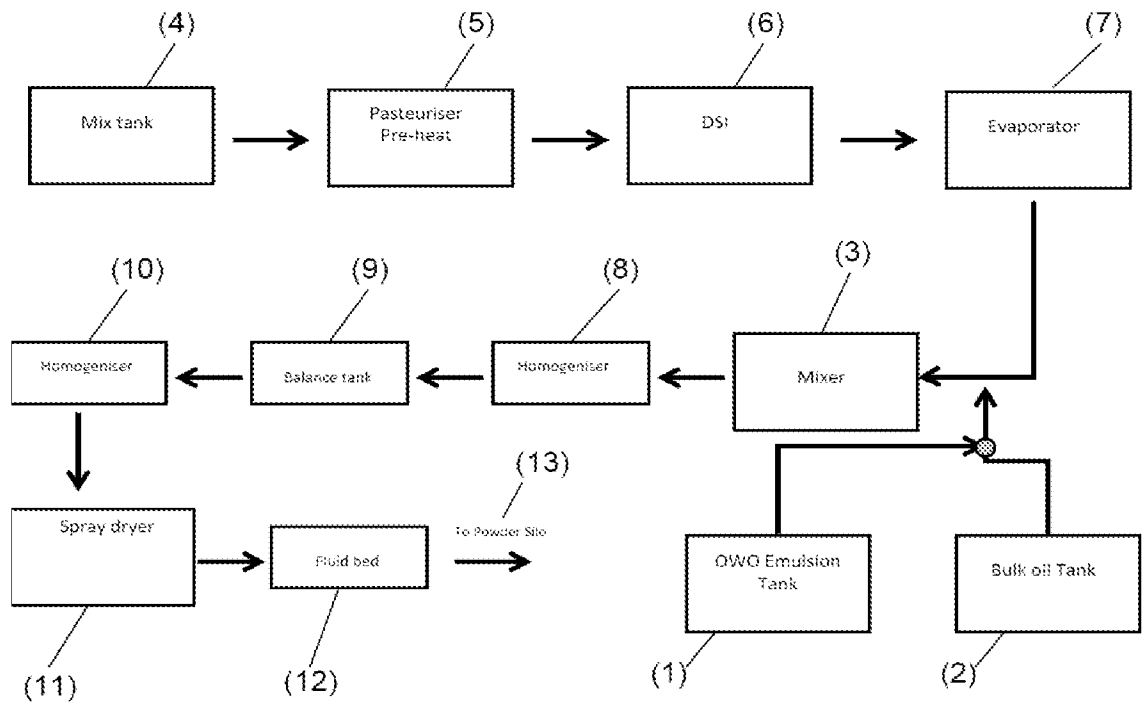 (4)
(5)
(6)
(7)
Mix tank
Pasteuriser
Pre-heat
DSI
Evaporator
(10)
(9)
(8)
(3)
Homogeniser
Balance tank
Homogeniser
Mixer
(13)
Spray dryer
Fluid bed
To Powder Silo
OWO Emulsion
Tank
Bulk oil Tank
(11)
(12)
(1)
(2)